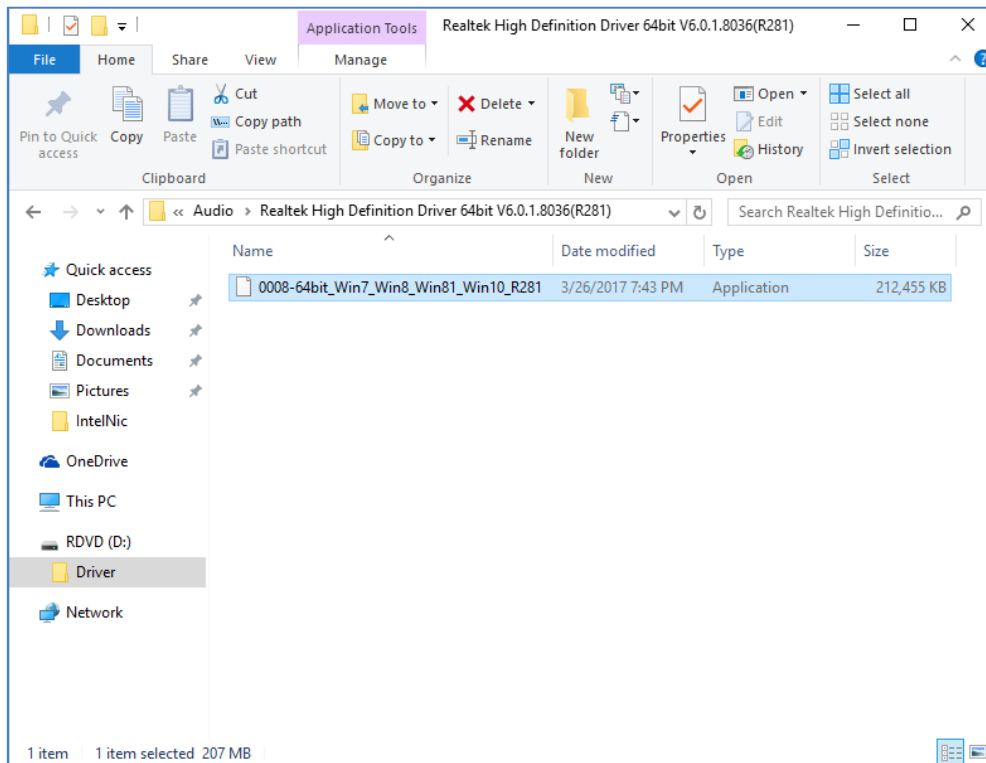 Application Tools
Realtek High Definition Driver 64bit V6.0.1.8036(R281)
File
Home
Share
View
Manage
Pin to Quick access
Copy
Paste
Cut
Copy path
Paste shortcut
Clipboard
Move to
Copy to
Delete
Rename
Organize
New folder
New
Properties
Open
Edit
History
Open
Select all
Select none
Invert selection
Select
« Audio > Realtek High Definition Driver 64bit V6.0.1.8036(R281)
Search Realtek High Definitio...
Name Date modified Type Size
0008-64bit_Win7_Win8_Win81_Win10_R281 3/26/2017 7:43 PM Application 212,455 KB
Quick access
Desktop
Downloads
Documents
Pictures
IntelNic
OneDrive
This PC
RDVD (D:)
Driver
Network
1 item 1 item selected 207 MB